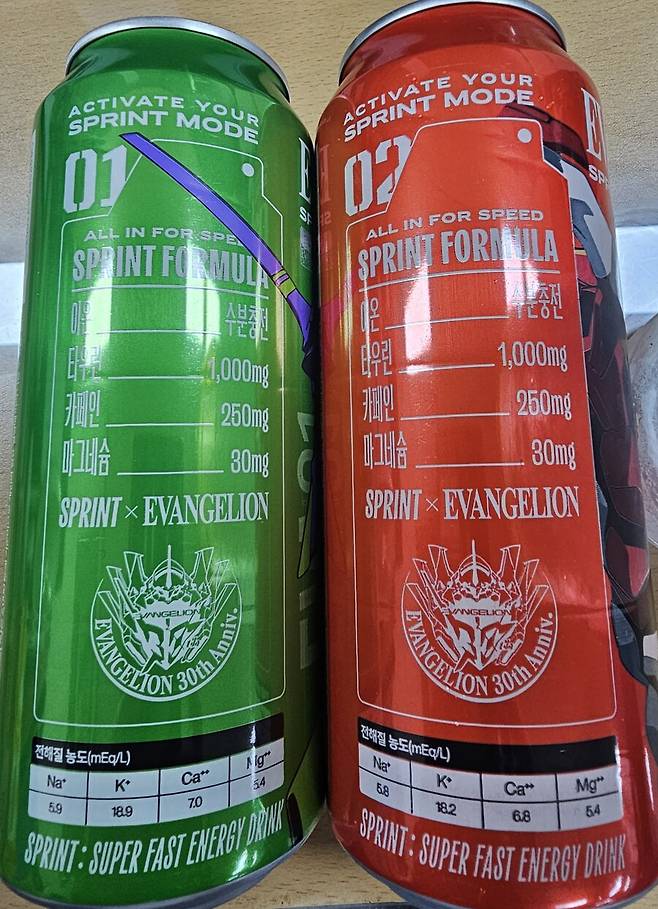 ACTIVATE YOUR
SPRINT MODE
01
ALL IN FOR SPEED
SPRINT FORMULA
이온 수분충전
타우린 1,000mg
카페인 250mg
마그네슘 30mg
SPRINT × EVANGELION
EVANGELION
EVANGELION 30th Anniv.
전해질 농도(mEq/L)
Na⁺ K⁺ Ca⁺⁺ Mg⁺⁺
5.9 18.9 7.0 5.4
SPRINT : SUPER FAST ENERGY DRINK
ACTIVATE YOUR
SPRINT MODE
02
ALL IN FOR SPEED
SPRINT FORMULA
이온 수분충전
타우린 1,000mg
카페인 250mg
마그네슘 30mg
SPRINT × EVANGELION
EVANGELION
EVANGELION 30th Anniv.
전해질 농도(mEq/L)
Na⁺ K⁺ Ca⁺⁺ Mg⁺⁺
5.8 18.2 6.8 5.4
SPRINT : SUPER FAST ENERGY DRINK